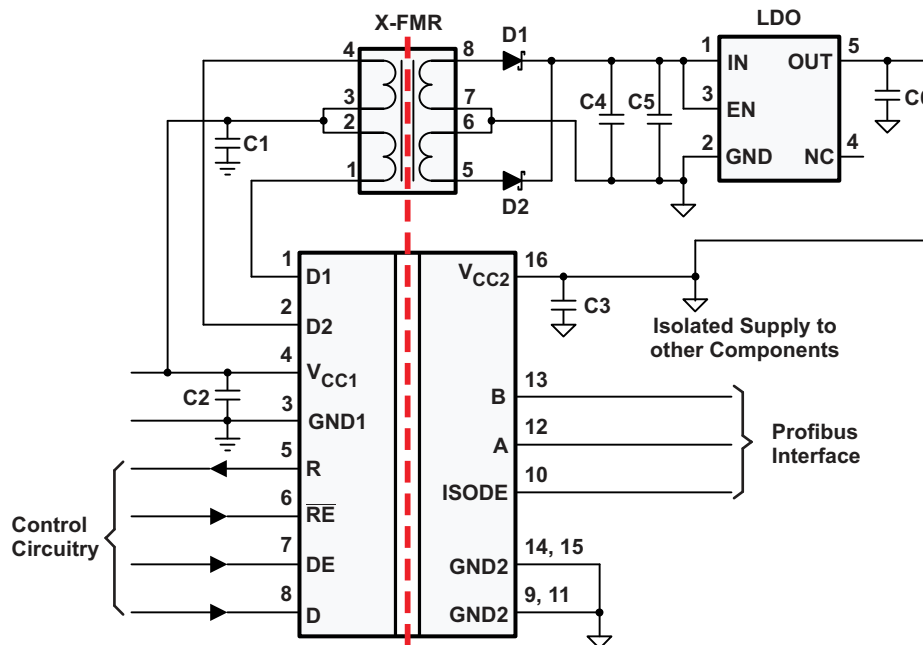 X-FMR
LDO
D1
4
8
1
5
IN
OUT
3
7
C4
C5
3
EN
2
6
2
4
C1
GND
NC
1
5
D2
1
16
D1
VCC2
2
C3
D2
Isolated Supply to
other Components
4
13
VCC1
B
C2
3
12
GND1
A
Profibus
Interface
5
10
R
ISODE
6
Control
Circuitry
RE
14, 15
7
DE
GND2
8
9, 11
D
GND2